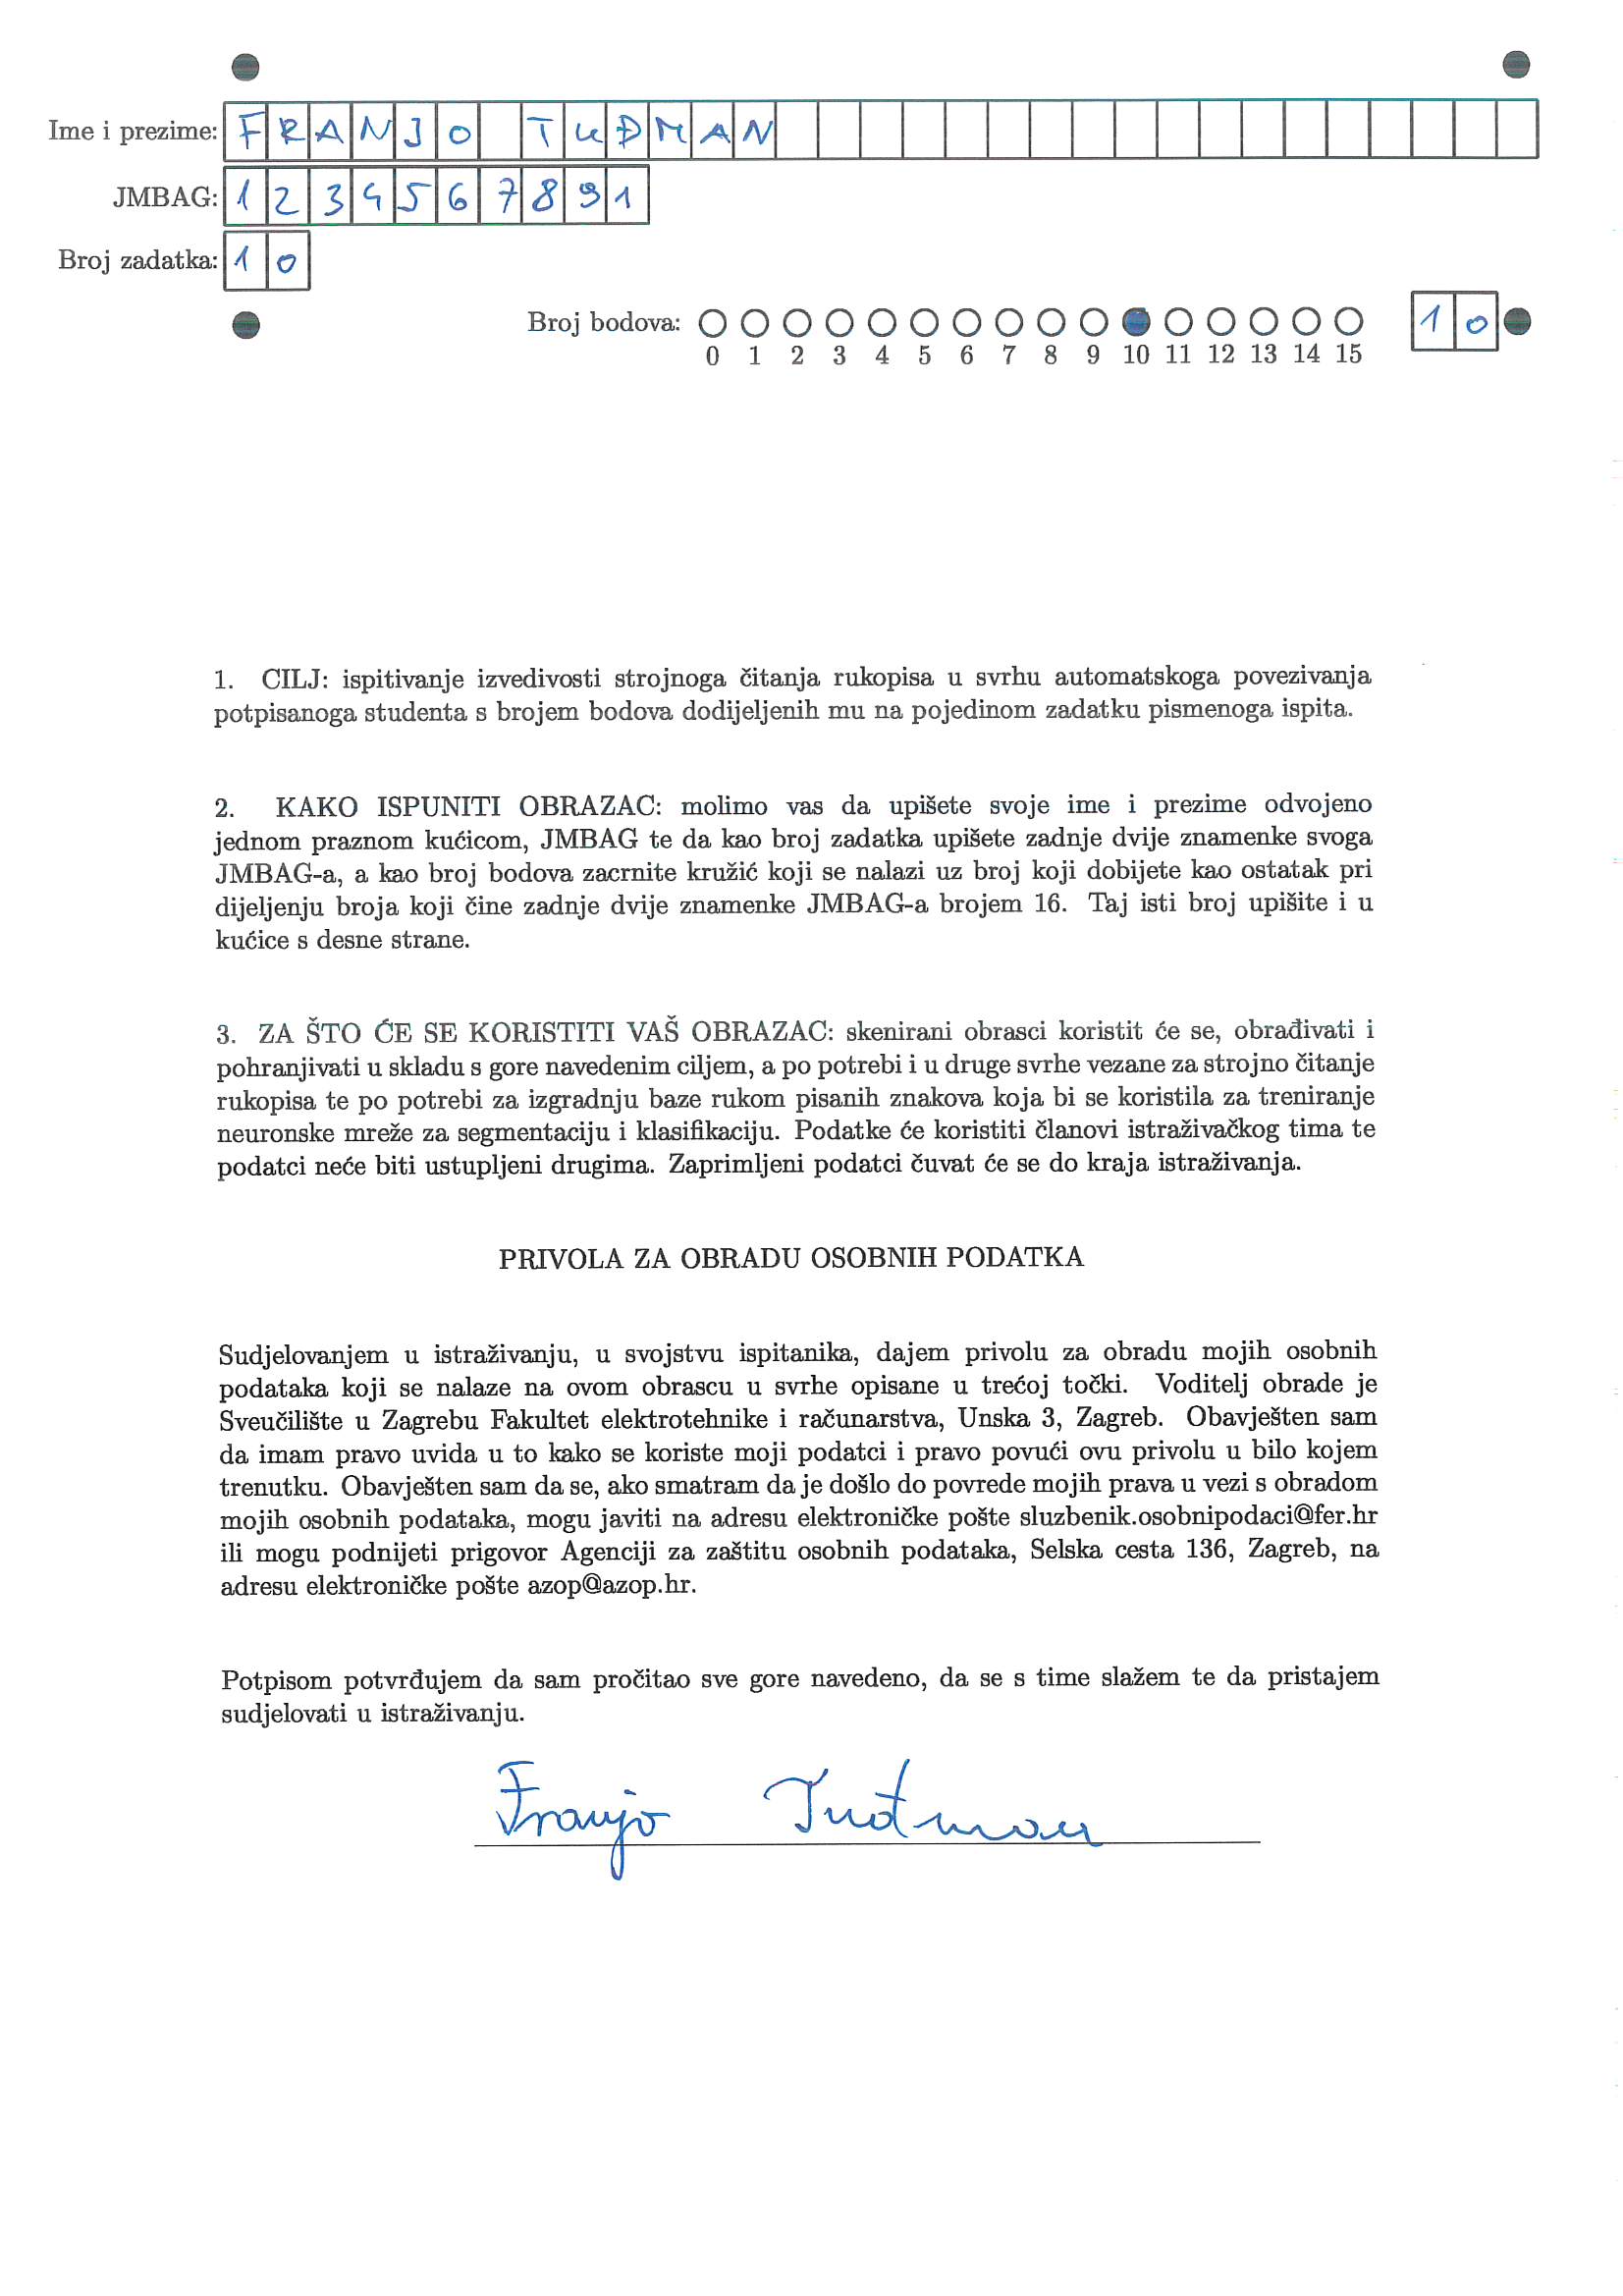 Ime i prezime: FRANJO TUĐMAN
JMBAG: 1234567891
Broj zadatka: 10
Broj bodova: 10
0 1 2 3 4 5 6 7 8 9 10 11 12 13 14 15
1. CILJ: ispitivanje izvedivosti strojnoga čitanja rukopisa u svrhu automatskoga povezivanja
potpisanoga studenta s brojem bodova dodijeljenih mu na pojedinom zadatku pismenoga ispita.
2. KAKO ISPUNITI OBRAZAC: molimo vas da upišete svoje ime i prezime odvojeno
jednom praznom kućicom, JMBAG te da kao broj zadatka upišete zadnje dvije znamenke svoga
JMBAG-a, a kao broj bodova zacrnite kružić koji se nalazi uz broj koji dobijete kao ostatak pri
dijeljenju broja koji čine zadnje dvije znamenke JMBAG-a brojem 16. Taj isti broj upišite i u
kućice s desne strane.
3. ZA ŠTO ĆE SE KORISTITI VAŠ OBRAZAC: skenirani obrasci koristit će se, obrađivati i
pohranjivati u skladu s gore navedenim ciljem, a po potrebi i u druge svrhe vezane za strojno čitanje
rukopisa te po potrebi za izgradnju baze rukom pisanih znakova koja bi se koristila za treniranje
neuronske mreže za segmentaciju i klasifikaciju. Podatke će koristiti članovi istraživačkog tima te
podatci neće biti ustupljeni drugima. Zaprimljeni podatci čuvat će se do kraja istraživanja.
PRIVOLA ZA OBRADU OSOBNIH PODATKA
Sudjelovanjem u istraživanju, u svojstvu ispitanika, dajem privolu za obradu mojih osobnih
podataka koji se nalaze na ovom obrascu u svrhe opisane u trećoj točki. Voditelj obrade je
Sveučilište u Zagrebu Fakultet elektrotehnike i računarstva, Unska 3, Zagreb. Obavješten sam
da imam pravo uvida u to kako se koriste moji podatci i pravo povući ovu privolu u bilo kojem
trenutku. Obavješten sam da se, ako smatram da je došlo do povrede mojih prava u vezi s obradom
mojih osobnih podataka, mogu javiti na adresu elektroničke pošte sluzbenik.osobnipodaci@fer.hr
ili mogu podnijeti prigovor Agenciji za zaštitu osobnih podataka, Selska cesta 136, Zagreb, na
adresu elektroničke pošte azop@azop.hr.
Potpisom potvrđujem da sam pročitao sve gore navedeno, da se s time slažem te da pristajem
sudjelovati u istraživanju.
Franjo Tuđman